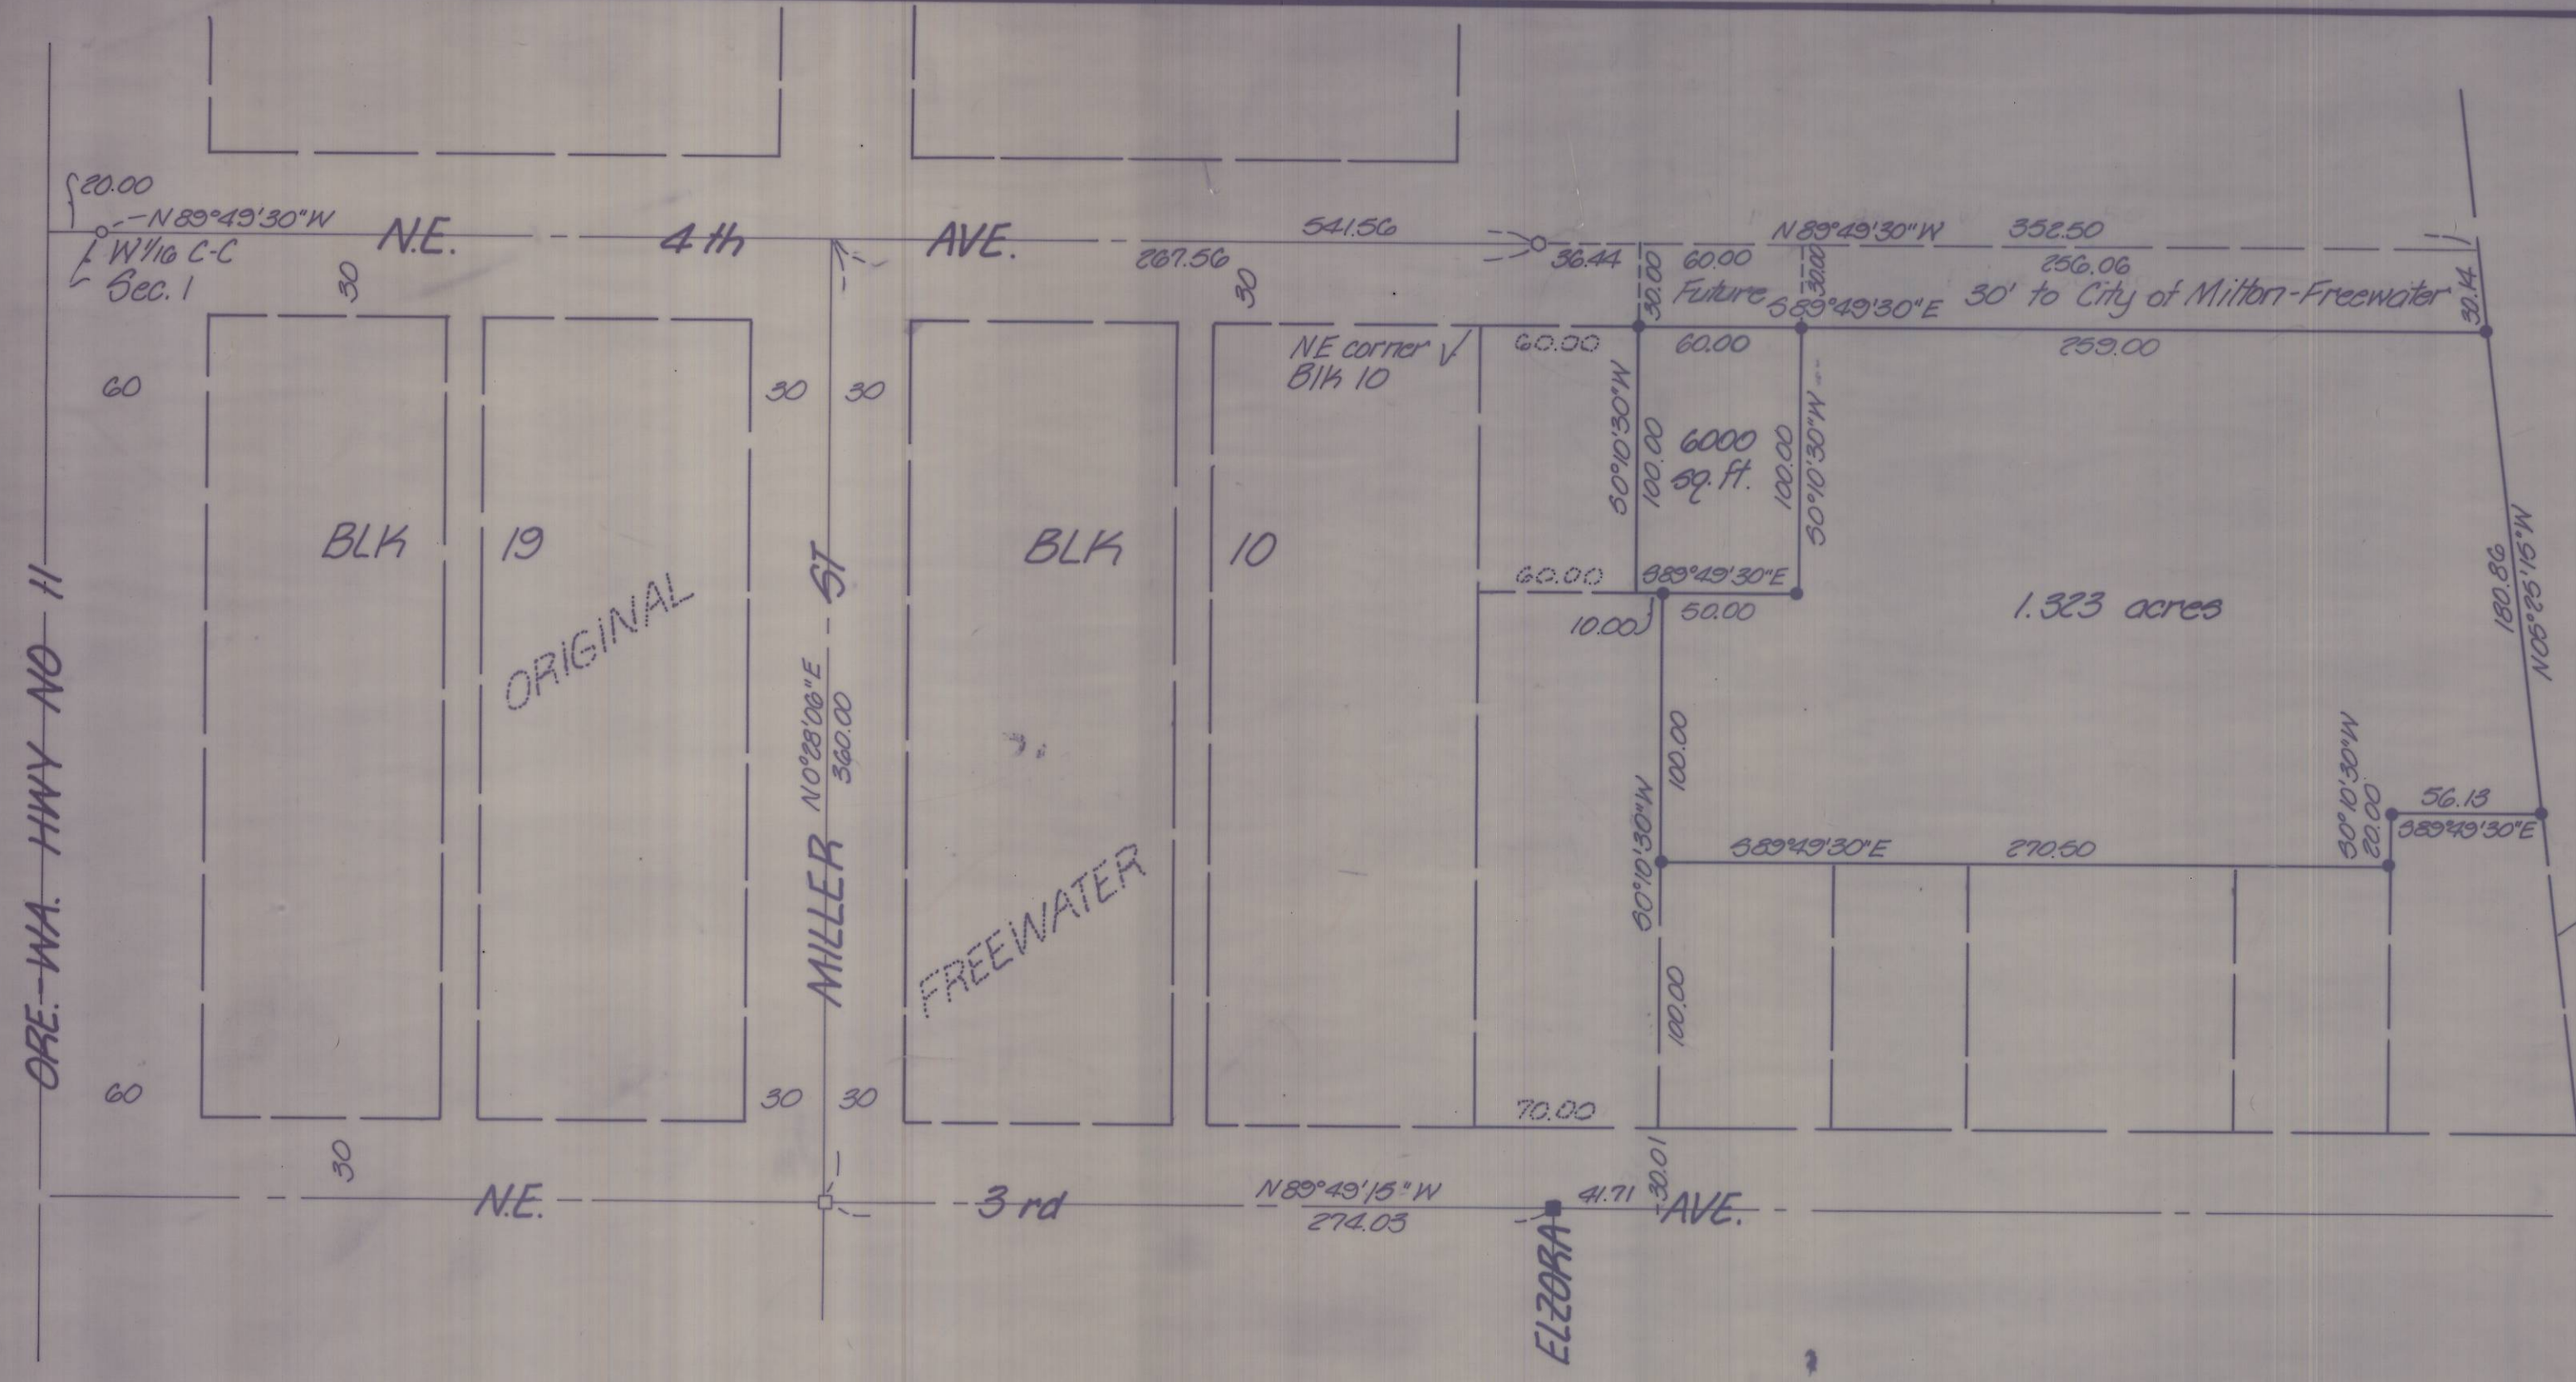 20.00
N89°49'30"W
W 1/16 C-C
Sec. 1
N.E. 4th AVE.
541.56
267.56
36.44
60.00
N89°49'30"W 352.50
256.06
30.00
30.00
Future
S89°49'30"E
30' to City of Milton-Freewater
30.14
30
30
NE corner
Blk 10
60.00
60.00
259.00
60
30
30
S0°10'30"W
100.00
6000
sq. ft.
100.00
S0°10'30"W
BLK 19
BLK 10
ORIGINAL
60.00
S89°49'30"E
10.00
50.00
1.323 acres
180.86
N05°25'15"W
ORE.-WA. HWY NO 11
MILLER ST
N0°28'06"E
360.00
FREEWATER
100.00
S0°10'30"W
S89°49'30"E
270.50
S0°10'30"W
20.00
56.13
S89°49'30"E
100.00
60
30
30
70.00
30
30.01
N.E. 3rd AVE.
N89°49'15"W
274.03
41.71
ELZORA